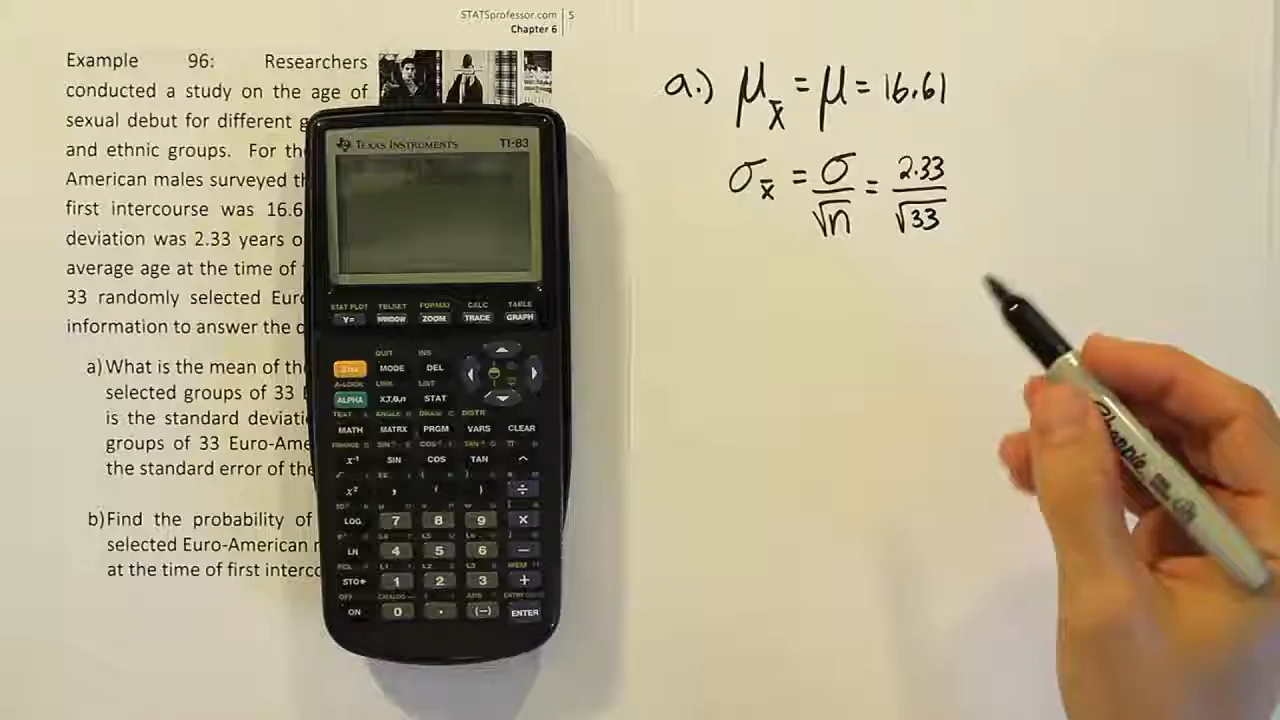 STATSprofessor.com 5
Chapter 6
Example 96: Researchers
conducted a study on the age of
sexual debut for different g
and ethnic groups. For the
American males surveyed th
first intercourse was 16.6
deviation was 2.33 years o
average age at the time of
33 randomly selected Euro
information to answer the q
a) What is the mean of the
selected groups of 33
is the standard deviatio
groups of 33 Euro-Ame
the standard error of the
b) Find the probability of
selected Euro-American
at the time of first interco
TEXAS INSTRUMENTS TI-83
STAT PLOT TBLSET FORMAT CALC TABLE
Y= WINDOW ZOOM TRACE GRAPH
QUIT INS
2nd MODE DEL
A-LOCK LINK LIST
ALPHA X,T,θ,n STAT
TEST ANGLE DRAW DISTR
MATH MATRX PRGM VARS CLEAR
x⁻¹ SIN COS TAN ^
x² , ( ) ÷
LOG 7 8 9 ×
LN 4 5 6 −
STO▸ 1 2 3 +
OFF CATALOG
ON 0 . (−) ENTER
a.) μx̄ = μ = 16.61
σx̄ = σ/√n = 2.33/√33
Sharpie